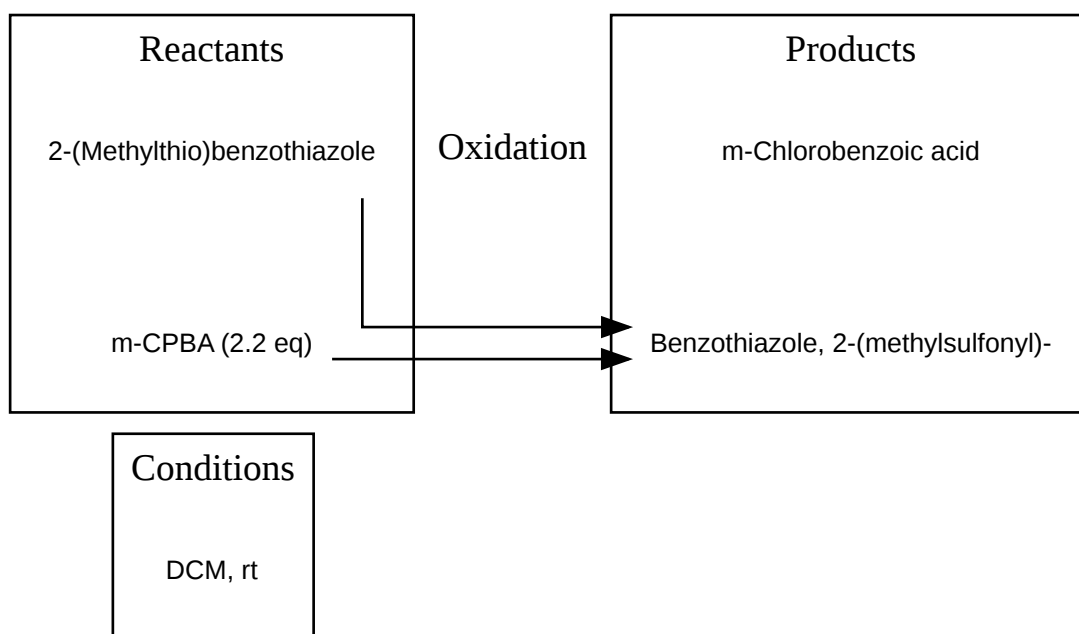 Reactants
2-(Methylthio)benzothiazole
m-CPBA (2.2 eq)
Oxidation
Products
m-Chlorobenzoic acid
Benzothiazole, 2-(methylsulfonyl)-
Conditions
DCM, rt